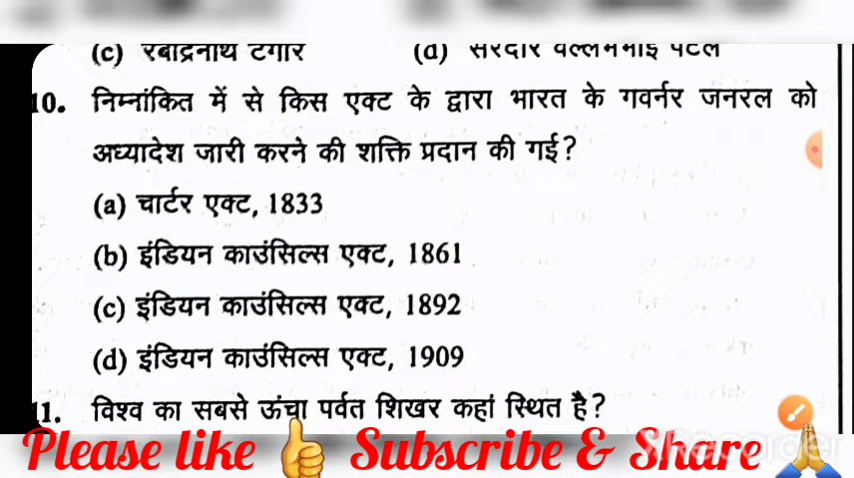 (c) रबींद्रनाथ टैगोर (d) सरदार वल्लभभाई पटेल
10. निम्नांकित में से किस एक्ट के द्वारा भारत के गवर्नर जनरल को
अध्यादेश जारी करने की शक्ति प्रदान की गई?
(a) चार्टर एक्ट, 1833
(b) इंडियन काउंसिल्स एक्ट, 1861
(c) इंडियन काउंसिल्स एक्ट, 1892
(d) इंडियन काउंसिल्स एक्ट, 1909
11. विश्व का सबसे ऊंचा पर्वत शिखर कहां स्थित है?
Please like 👍 Subscribe & Share 🙏
XRecorder